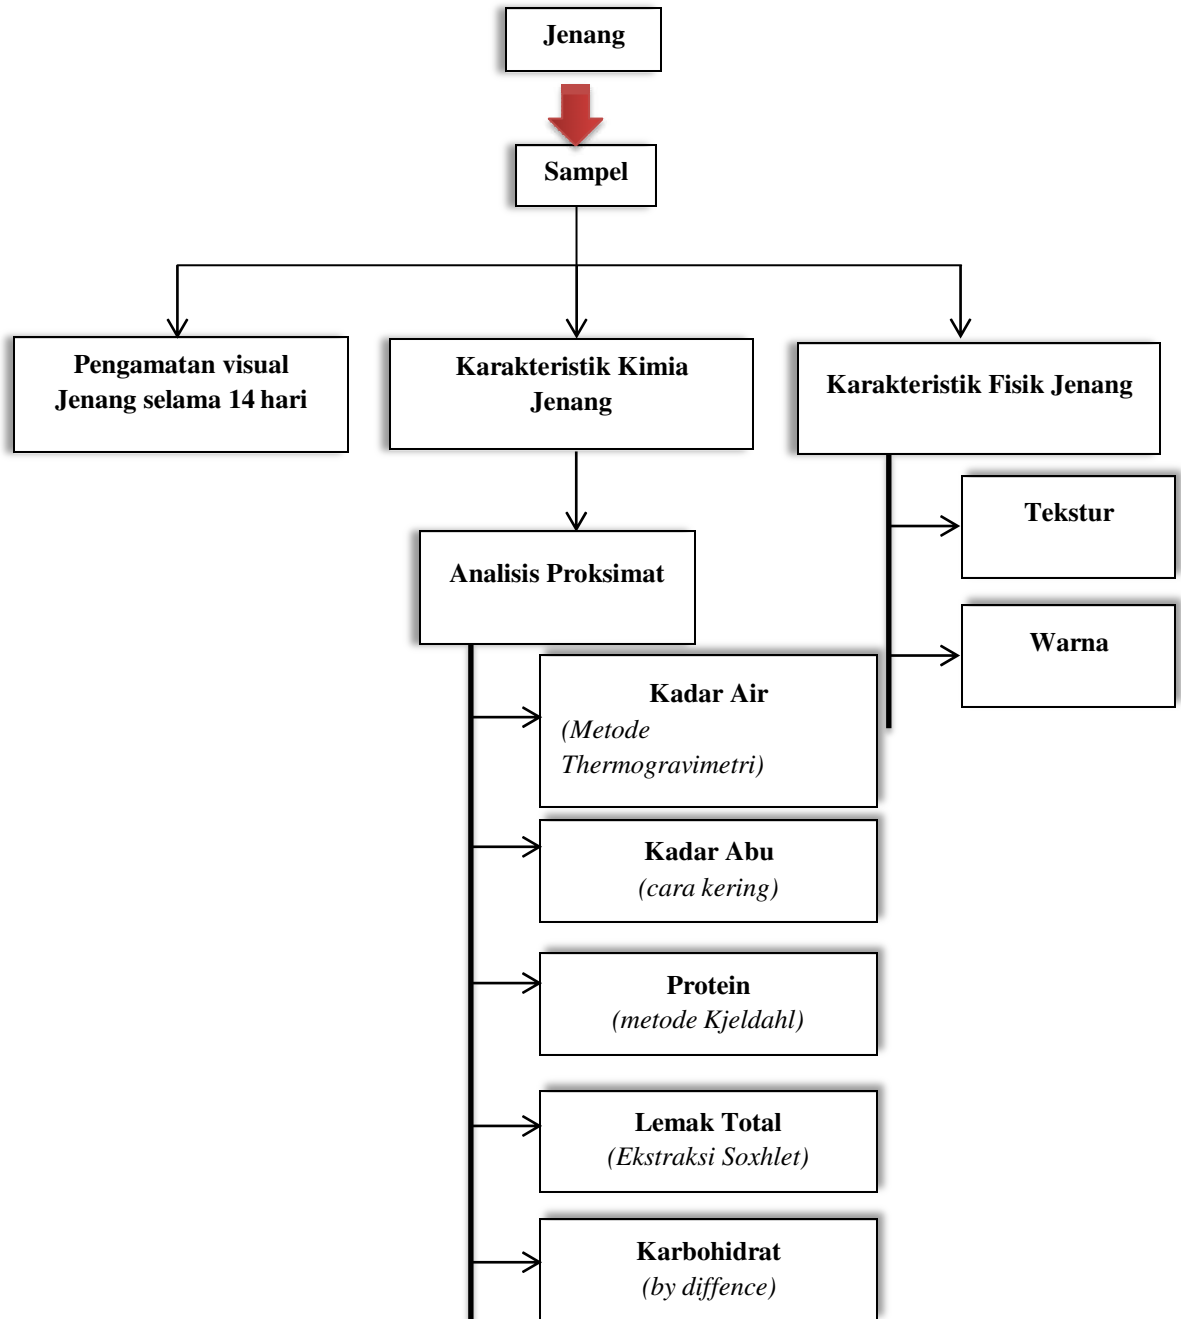 Jenang
Sampel
Pengamatan visual
Jenang selama 14 hari
Karakteristik Kimia
Jenang
Karakteristik Fisik Jenang
Tekstur
Warna
Analisis Proksimat
Kadar Air
(Metode
Thermogravimetri)
Kadar Abu
(cara kering)
Protein
(metode Kjeldahl)
Lemak Total
(Ekstraksi Soxhlet)
Karbohidrat
(by diffence)